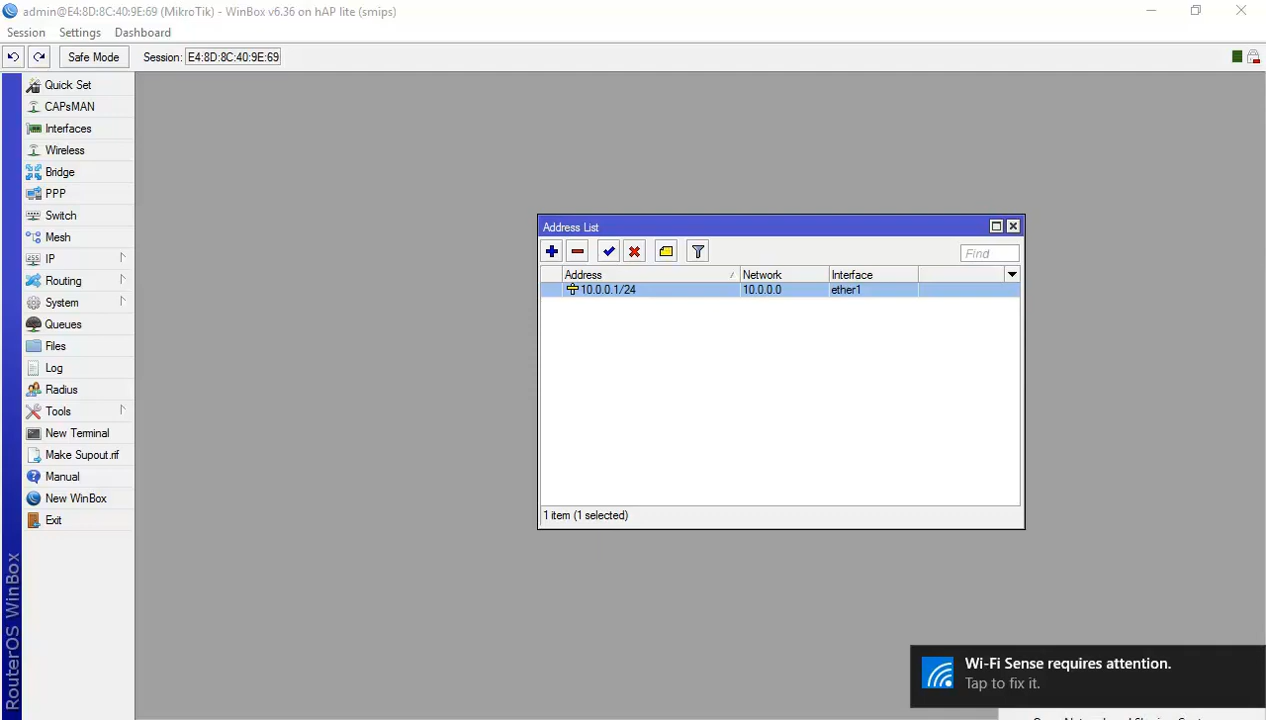 admin@E4:8D:8C:40:9E:69 (MikroTik) - WinBox v6.36 on hAP lite (smips)
Session Settings Dashboard
Safe Mode Session: E4:8D:8C:40:9E:69
Quick Set
CAPsMAN
Interfaces
Wireless
Bridge
PPP
Switch
Mesh
IP
Routing
System
Queues
Files
Log
Radius
Tools
New Terminal
Make Supout.rif
Manual
New WinBox
Exit
RouterOS WinBox
Address List
Find
Address Network Interface
10.0.0.1/24 10.0.0.0 ether1
1 item (1 selected)
Wi-Fi Sense requires attention.
Tap to fix it.